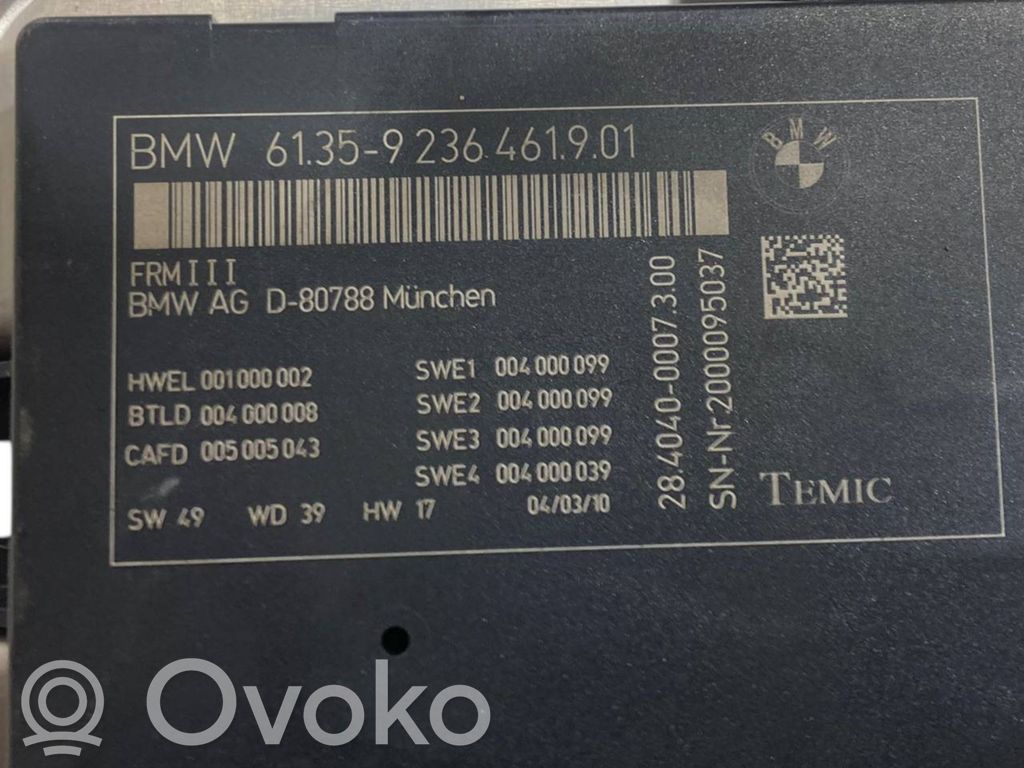 BMW 61.35-9 236 461.9.01
BMW
FRM III
BMW AG D-80788 München
HWEL 001 000 002
BTLD 004 000 008
CAFD 005 005 043
SWE1 004 000 099
SWE2 004 000 099
SWE3 004 000 099
SWE4 004 000 039
SW 49 WD 39 HW 17 04/03/10
28.4040-0007.3.00
SN-Nr200095037
TEMIC
Ovoko